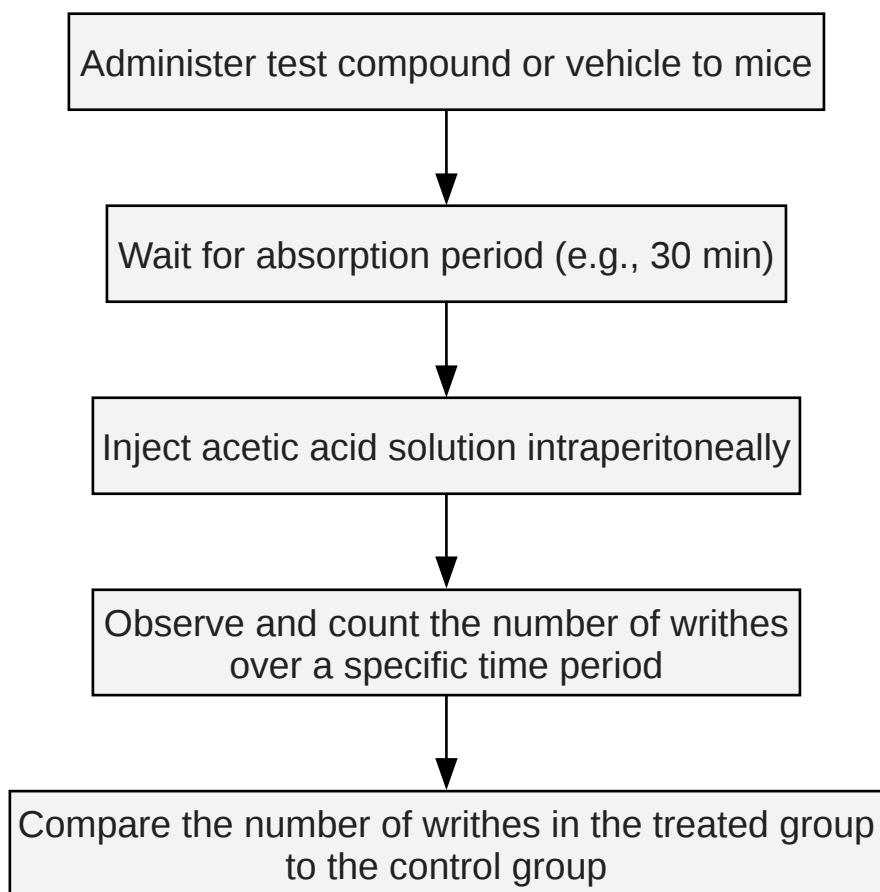 Administer test compound or vehicle to mice
Wait for absorption period (e.g., 30 min)
Inject acetic acid solution intraperitoneally
Observe and count the number of writhes
over a specific time period
Compare the number of writhes in the treated group
to the control group